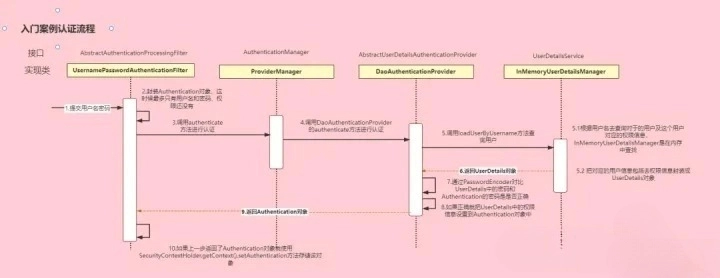 入门案例认证流程
接口
AbstractAuthenticationProcessingFilter
AuthenticationManager
AbstractUserDetailsAuthenticationProvider
UserDetailsService
实现类
UsernamePasswordAuthenticationFilter
ProviderManager
DaoAuthenticationProvider
InMemoryUserDetailsManager
1.提交用户名密码
2.封装Authentication对象，这
时候最多只有用户名和密码，权
限还没有
3.调用authenticate
方法进行认证
4.调用DaoAuthenticationProvider
的authenticate方法进行认证
5.调用loadUserByUsername方法查
询用户
5.1根据用户名去查询对于的用户及这个用户
对应的权限信息,
InMemoryUserDetailsManager是在内存
中查找
5.2 把对应的用户信息包括去权限信息封装成
UserDetails对象
6.返回UserDetails对象
7.通过PasswordEncoder对比
UserDetails中的密码和
Authentication的密码是是否正确
8.如果正确就把UserDetails中的权限
信息设置到Authentication对象中
9.返回Authentication对象
10.如果上一步返回了Authentication对象就使用
SecurityContextHolder.getContext().setAuthentication方法存储该对
象